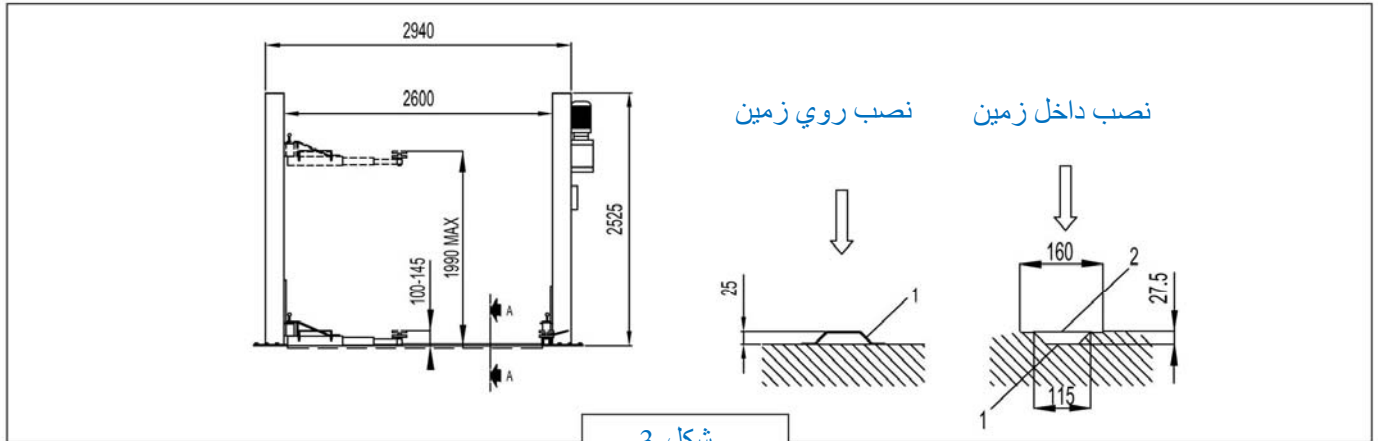 2940
2600
1990 MAX
100-145
2525
A
A
نصب روي زمين
25
1
نصب داخل زمين
160
2
27.5
115
1
شكل 3